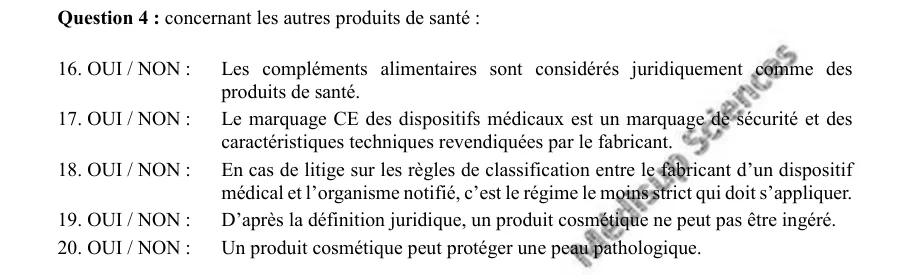 Question 4 : concernant les autres produits de santé :
16. OUI / NON : Les compléments alimentaires sont considérés juridiquement comme des
produits de santé.
17. OUI / NON : Le marquage CE des dispositifs médicaux est un marquage de sécurité et des
caractéristiques techniques revendiquées par le fabricant.
18. OUI / NON : En cas de litige sur les règles de classification entre le fabricant d’un dispositif
médical et l’organisme notifié, c’est le régime le moins strict qui doit s’appliquer.
19. OUI / NON : D’après la définition juridique, un produit cosmétique ne peut pas être ingéré.
20. OUI / NON : Un produit cosmétique peut protéger une peau pathologique.
Médisup Sciences